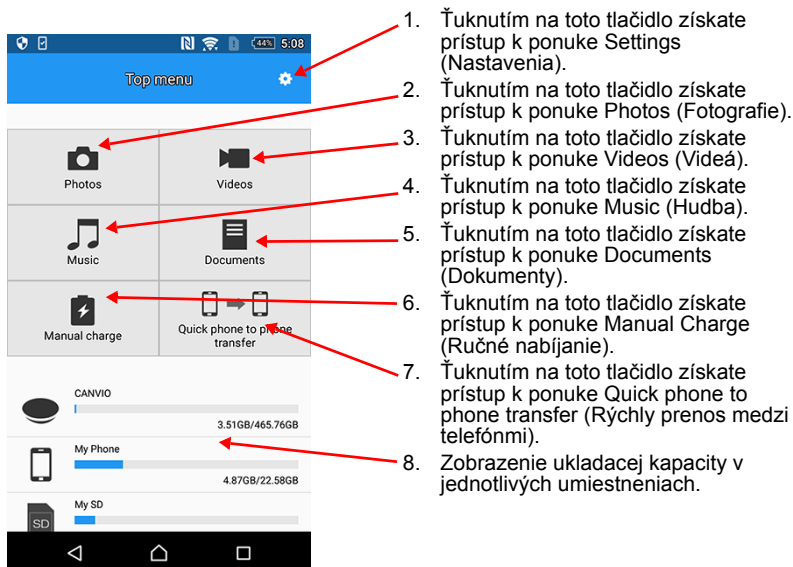 44% 5:08
Top menu
Photos
Videos
Music
Documents
Manual charge
Quick phone to phone
transfer
CANVIO
3.51GB/465.76GB
My Phone
4.87GB/22.58GB
My SD
SD
1. Ťuknutím na toto tlačidlo získate
prístup k ponuke Settings
(Nastavenia).
2. Ťuknutím na toto tlačidlo získate
prístup k ponuke Photos (Fotografie).
3. Ťuknutím na toto tlačidlo získate
prístup k ponuke Videos (Videá).
4. Ťuknutím na toto tlačidlo získate
prístup k ponuke Music (Hudba).
5. Ťuknutím na toto tlačidlo získate
prístup k ponuke Documents
(Dokumenty).
6. Ťuknutím na toto tlačidlo získate
prístup k ponuke Manual Charge
(Ručné nabíjanie).
7. Ťuknutím na toto tlačidlo získate
prístup k ponuke Quick phone to
phone transfer (Rýchly prenos medzi
telefónmi).
8. Zobrazenie ukladacej kapacity v
jednotlivých umiestneniach.